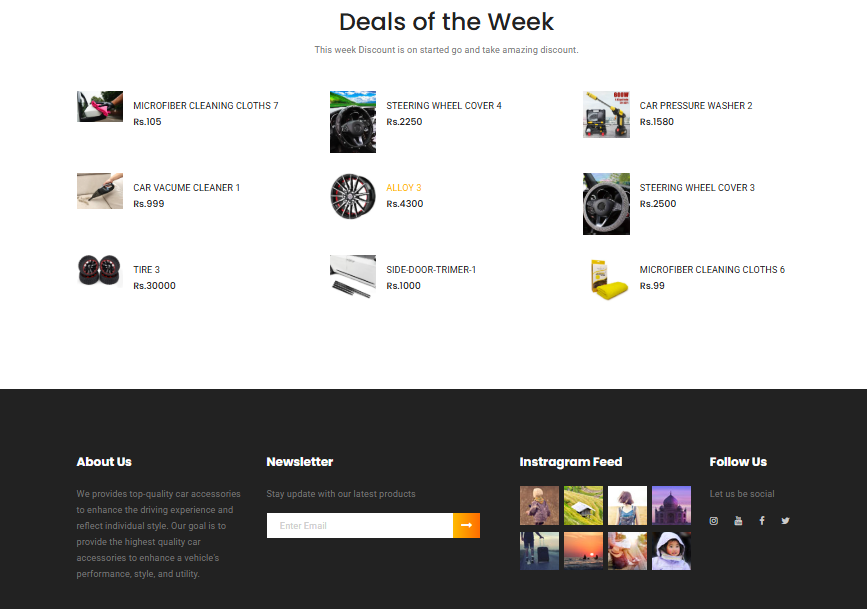 Deals of the Week
This week Discount is on started go and take amazing discount.
MICROFIBER CLEANING CLOTHS 7
Rs.105
STEERING WHEEL COVER 4
Rs.2250
600W
CAR PRESSURE WASHER 2
Rs.1580
CAR VACUME CLEANER 1
Rs.999
ALLOY 3
Rs.4300
STEERING WHEEL COVER 3
Rs.2500
TIRE 3
Rs.30000
SIDE-DOOR-TRIMER-1
Rs.1000
MICROFIBER CLEANING CLOTHS 6
Rs.99
About Us
We provides top-quality car accessories
to enhance the driving experience and
reflect individual style. Our goal is to
provide the highest quality car
accessories to enhance a vehicle's
performance, style, and utility.
Newsletter
Stay update with our latest products
Enter Email
Instragram Feed
Follow Us
Let us be social